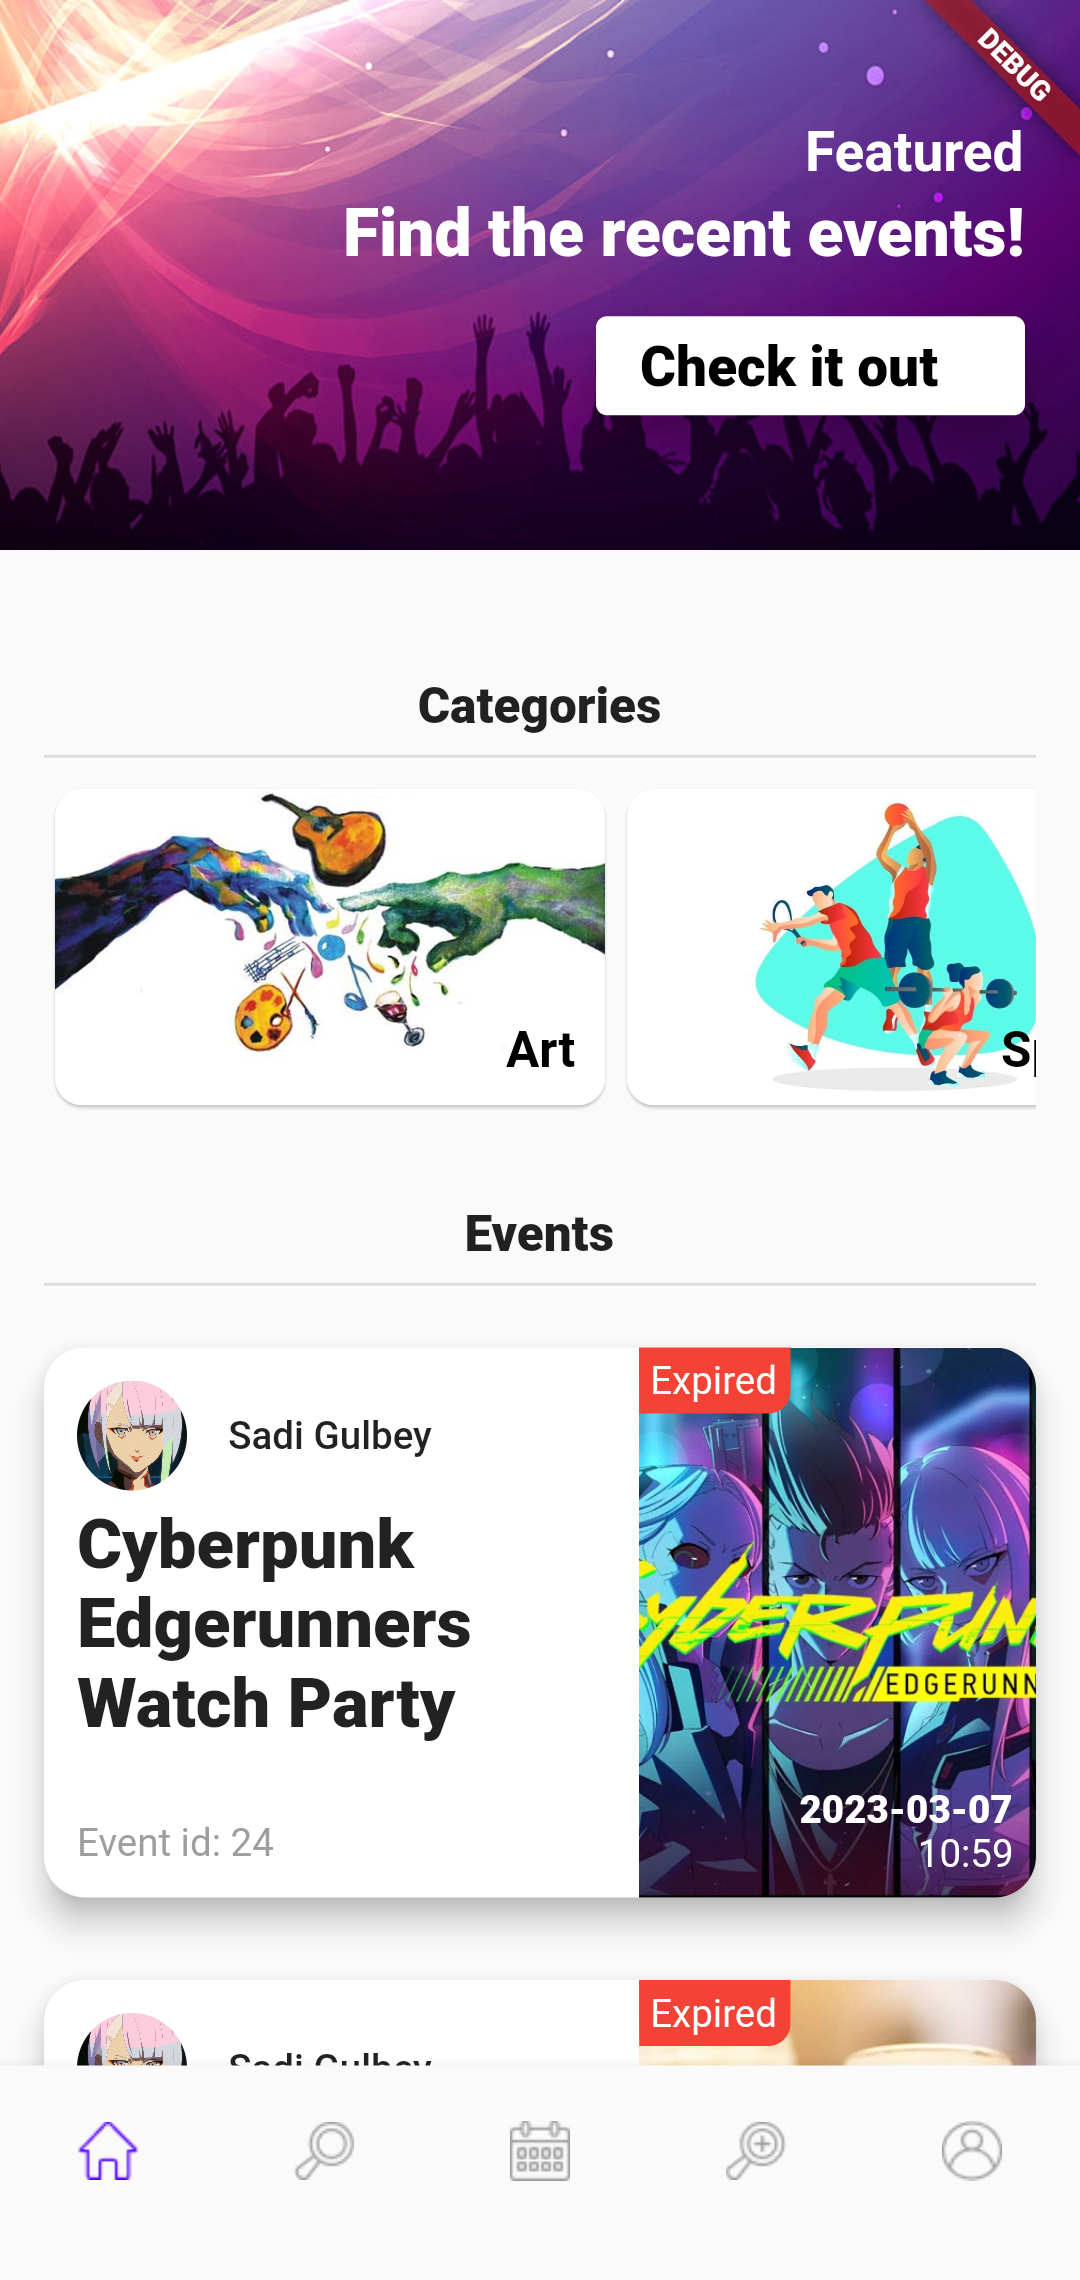 DEBUG
Featured
Find the recent events!
Check it out
Categories
Art
Sp
Events
Sadi Gulbey
Expired
Cyberpunk
Edgerunners
Watch Party
yberpun
EDGERUNN
2023-03-07
10:59
Event id: 24
Sadi Gulbey
Expired